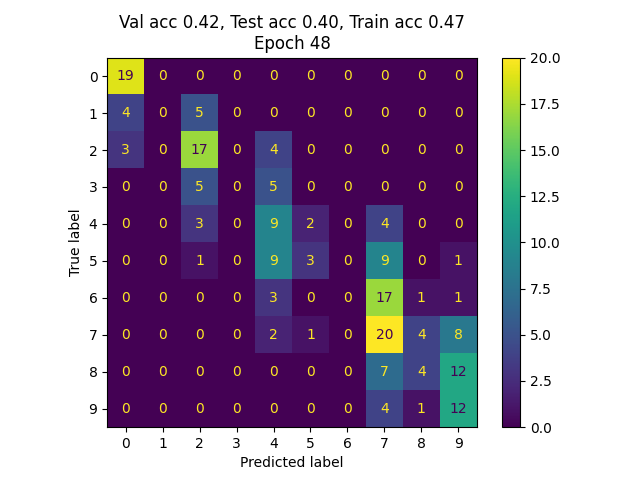 Val acc 0.42, Test acc 0.40, Train acc 0.47
Epoch 48
True label
0 19 0 0 0 0 0 0 0 0 0
1 4 0 5 0 0 0 0 0 0 0
2 3 0 17 0 4 0 0 0 0 0
3 0 0 5 0 5 0 0 0 0 0
4 0 0 3 0 9 2 0 4 0 0
5 0 0 1 0 9 3 0 9 0 1
6 0 0 0 0 3 0 0 17 1 1
7 0 0 0 0 2 1 0 20 4 8
8 0 0 0 0 0 0 0 7 4 12
9 0 0 0 0 0 0 0 4 1 12
0 1 2 3 4 5 6 7 8 9
Predicted label
20.0
17.5
15.0
12.5
10.0
7.5
5.0
2.5
0.0